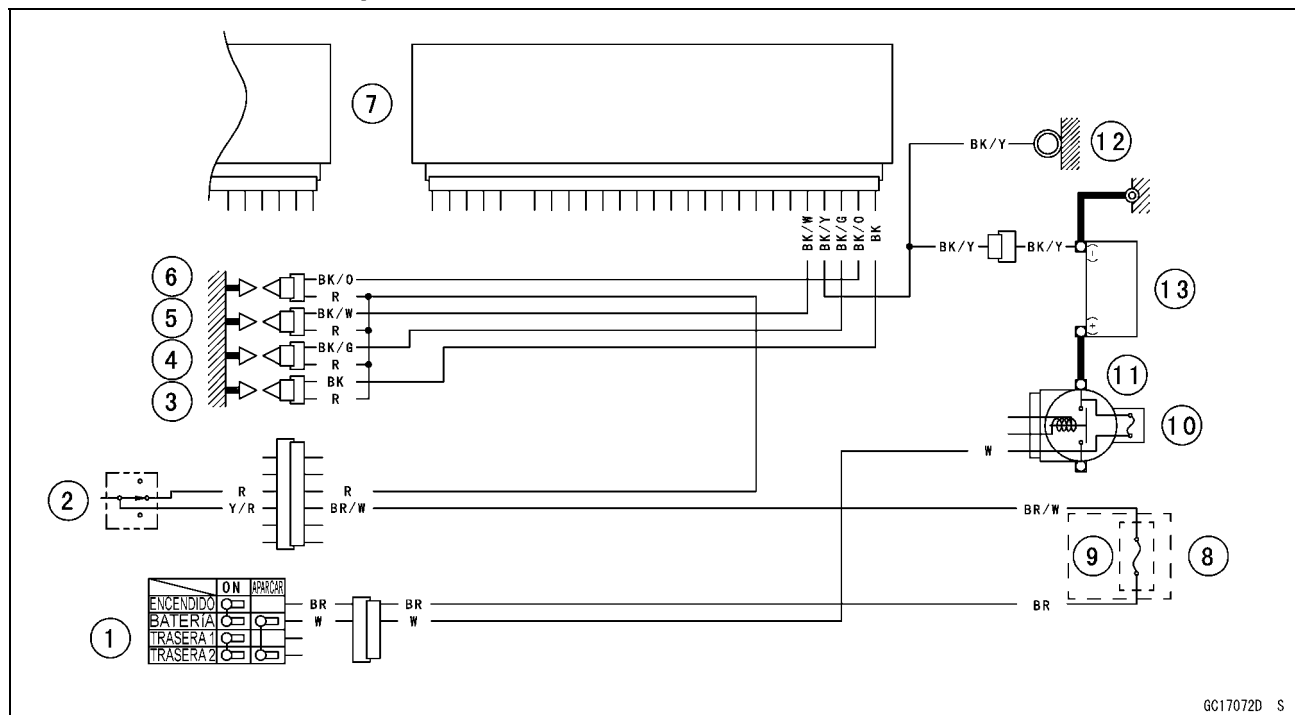 7
BK/Y
12
BK/W
BK/Y
BK/G
BK/O
BK
BK/Y
BK/Y
(-)
13
(+)
6
BK/O
R
5
BK/W
R
4
BK/G
R
3
BK
R
11
10
W
2
R
Y/R
R
BR/W
BR/W
9
8
1
ON
APARCAR
ENCENDIDO
BATERÍA
TRASERA 1
TRASERA 2
BR
W
BR
W
BR
GC17072D S